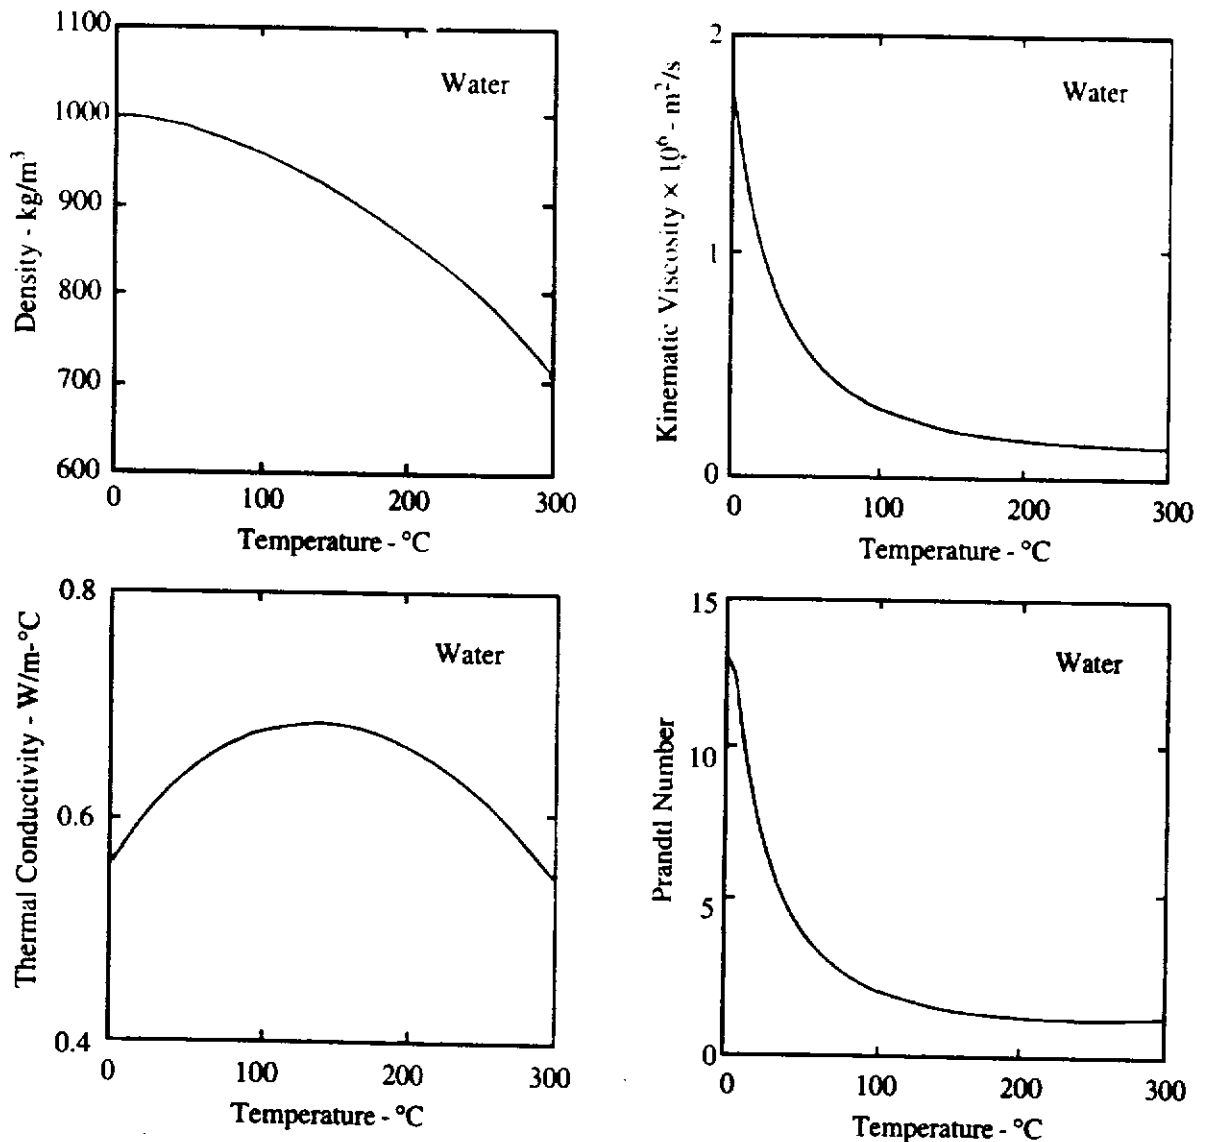 1100
1000
900
800
700
600
Density - kg/m³
Water
0 100 200 300
Temperature - °C
2
1
0
Kinematic Viscosity × 10⁶ - m²/s
Water
0 100 200 300
Temperature - °C
0.8
0.6
0.4
Thermal Conductivity - W/m-°C
Water
0 100 200 300
Temperature - °C
15
10
5
0
Prandtl Number
Water
0 100 200 300
Temperature - °C